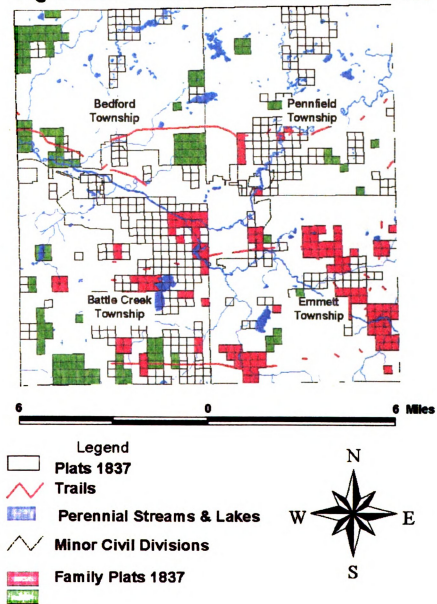 Bedford
Township
Pennfield
Township
Battle Creek
Township
Emmett
Township
6 0 6 Miles
Legend
Plats 1837
Trails
Perennial Streams & Lakes
Minor Civil Divisions
Family Plats 1837
N
W E
S